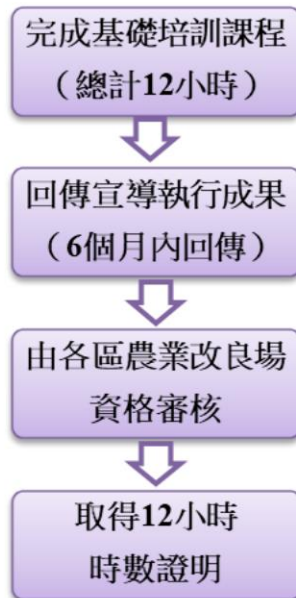 完成基礎培訓課程
（總計12小時）
回傳宣導執行成果
（6個月內回傳）
由各區農業改良場
資格審核
取得12小時
時數證明